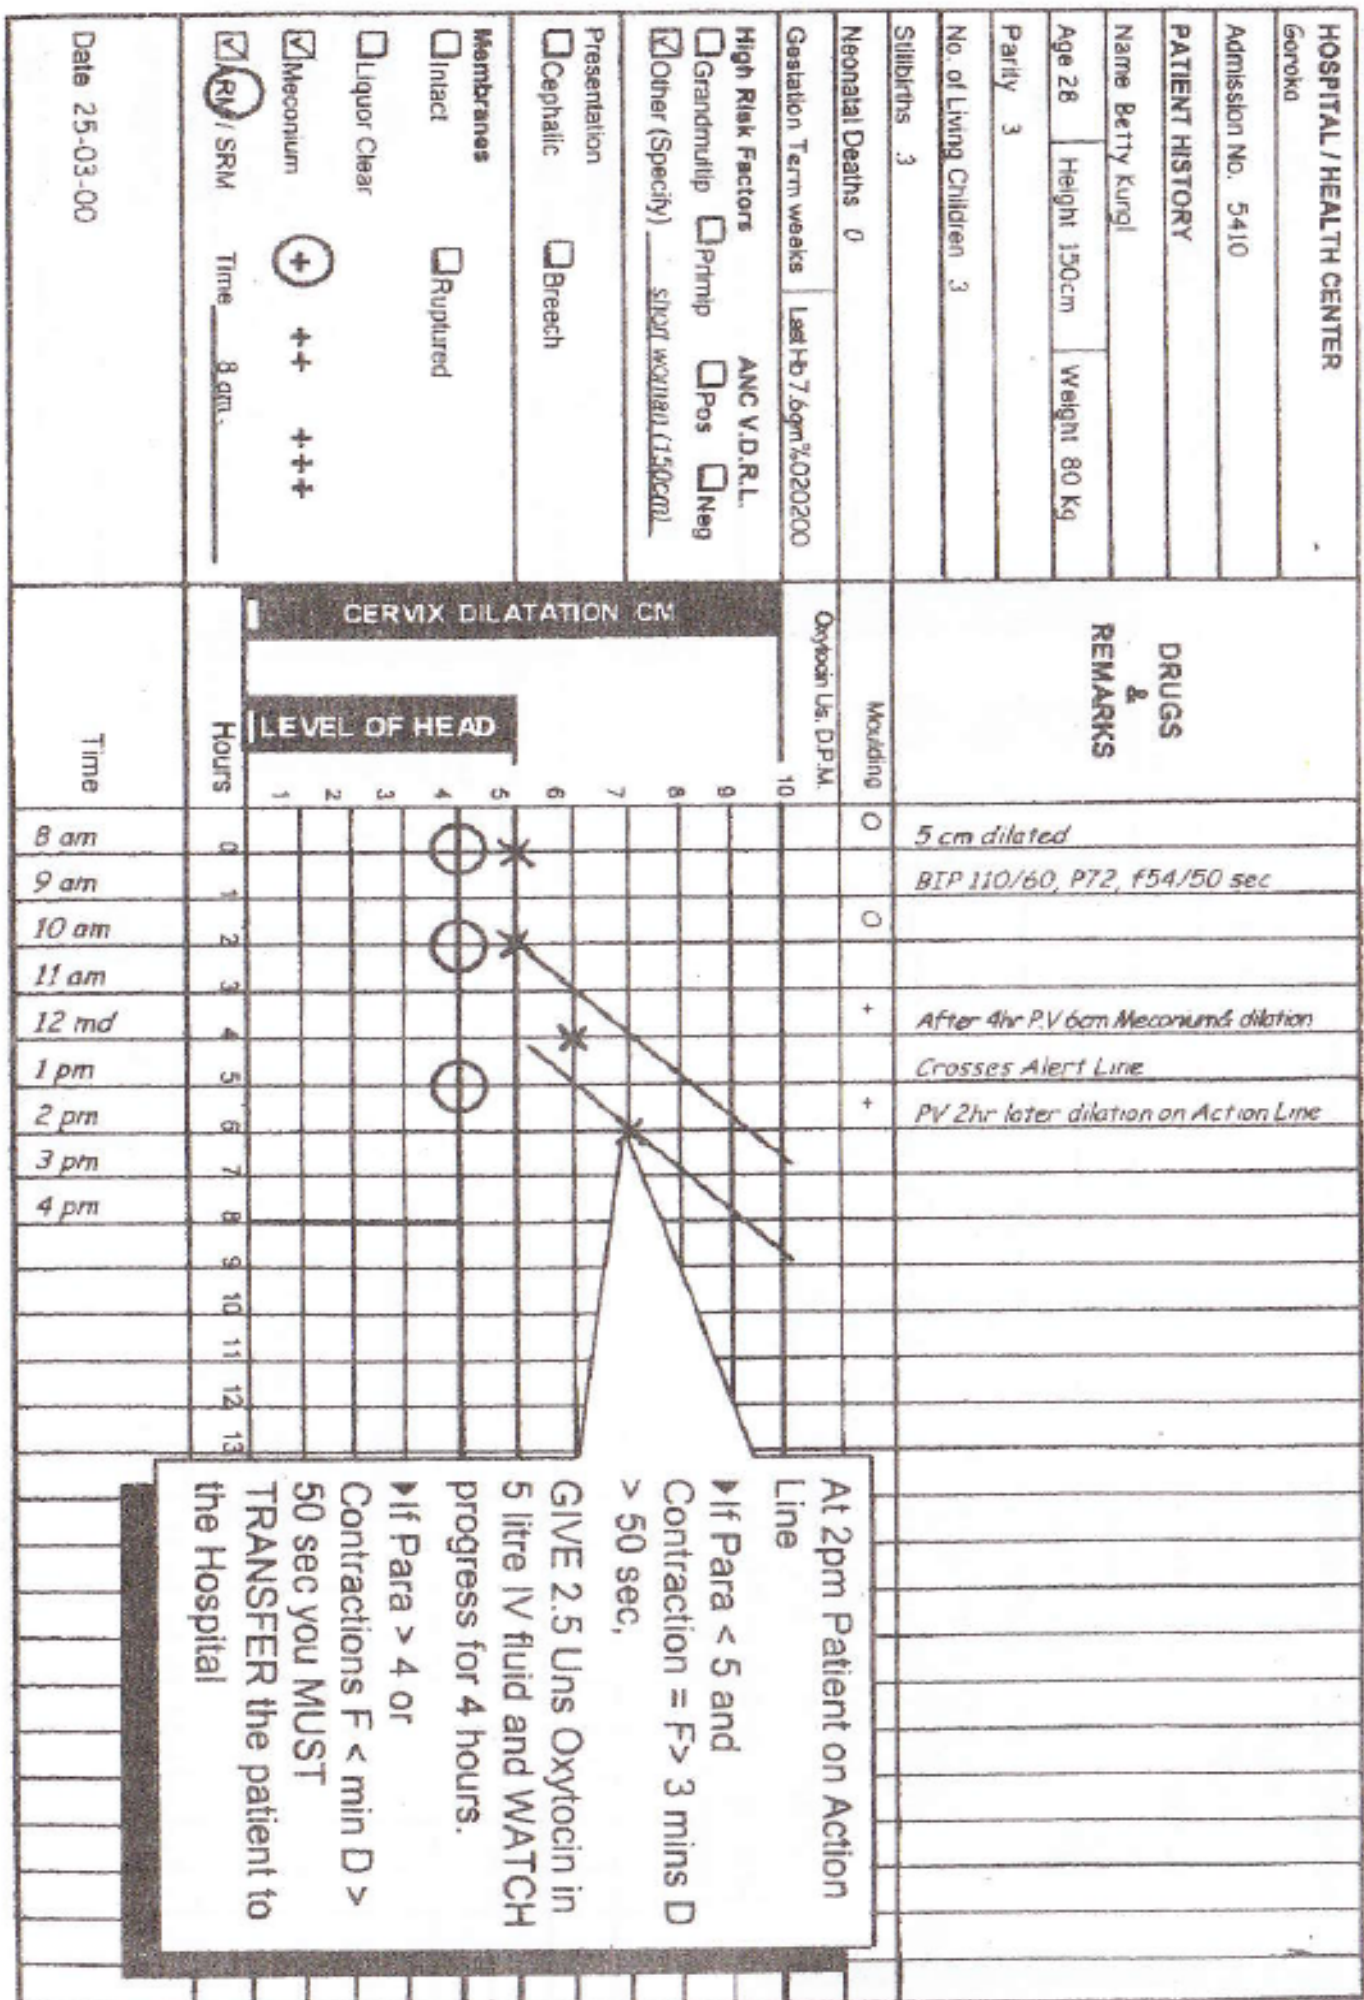 HOSPITAL / HEALTH CENTER
Goroka
Admission No. 5410
PATIENT HISTORY
Name Betty Kungl
Age 28 Height 150cm Weight 80 Kg
Parity 3
No. of Living Children 3
Stillbirths 3
Neonatal Deaths 0
Gestation Term weeks Last Hb 7.6gm%020200
High Risk Factors ANC V.D.R.L.
Grandmultip Primip Pos Neg
Other (Specify) short woman (150cm)
Presentation
Cephalic Breech
Membranes
Intact Ruptured
Liquor Clear
Meconium + ++ +++
ARM / SRM Time 8 am.
Date 25-03-00
DRUGS
&
REMARKS
Moulding
Oxytocin Us. D.P.M.
CERVIX DILATATION CM
LEVEL OF HEAD
10
9
8
7
6
5
4
3
2
1
Hours
Time
O O + +
5 cm dilated
BIP 110/60, P72, f54/50 sec
After 4hr P.V 6cm Meconium& dilation
Crosses Alert Line
PV 2hr later dilation on Action Line
0 1 2 3 4 5 6 7 8 9 10 11 12 13
8 am
9 am
10 am
11 am
12 md
1 pm
2 pm
3 pm
4 pm
At 2pm Patient on Action
Line
If Para < 5 and
Contraction = F> 3 mins D
> 50 sec,
GIVE 2.5 Uns Oxytocin in
5 litre IV fluid and WATCH
progress for 4 hours.
If Para > 4 or
Contractions F < min D >
50 sec you MUST
TRANSFER the patient to
the Hospital